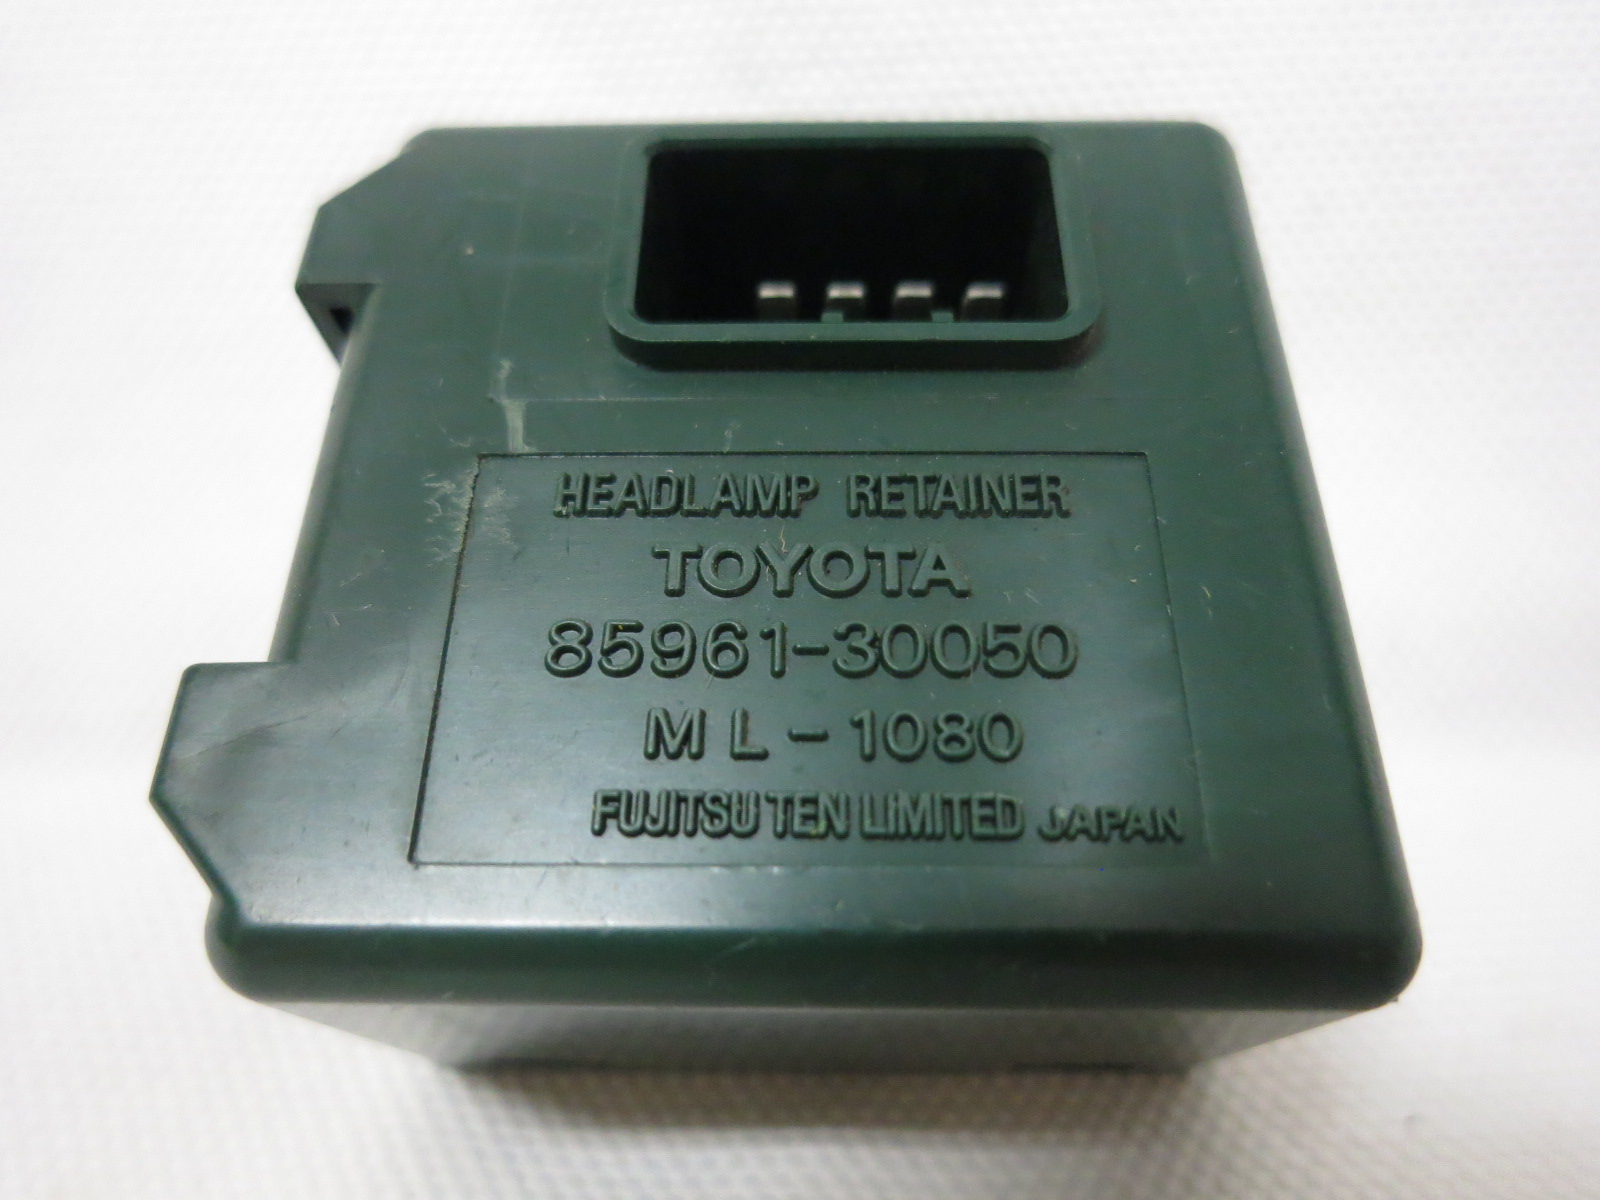 HEADLAMP RETAINER
TOYOTA
85961-30050
ML-1080
FUJITSU TEN LIMITED JAPAN